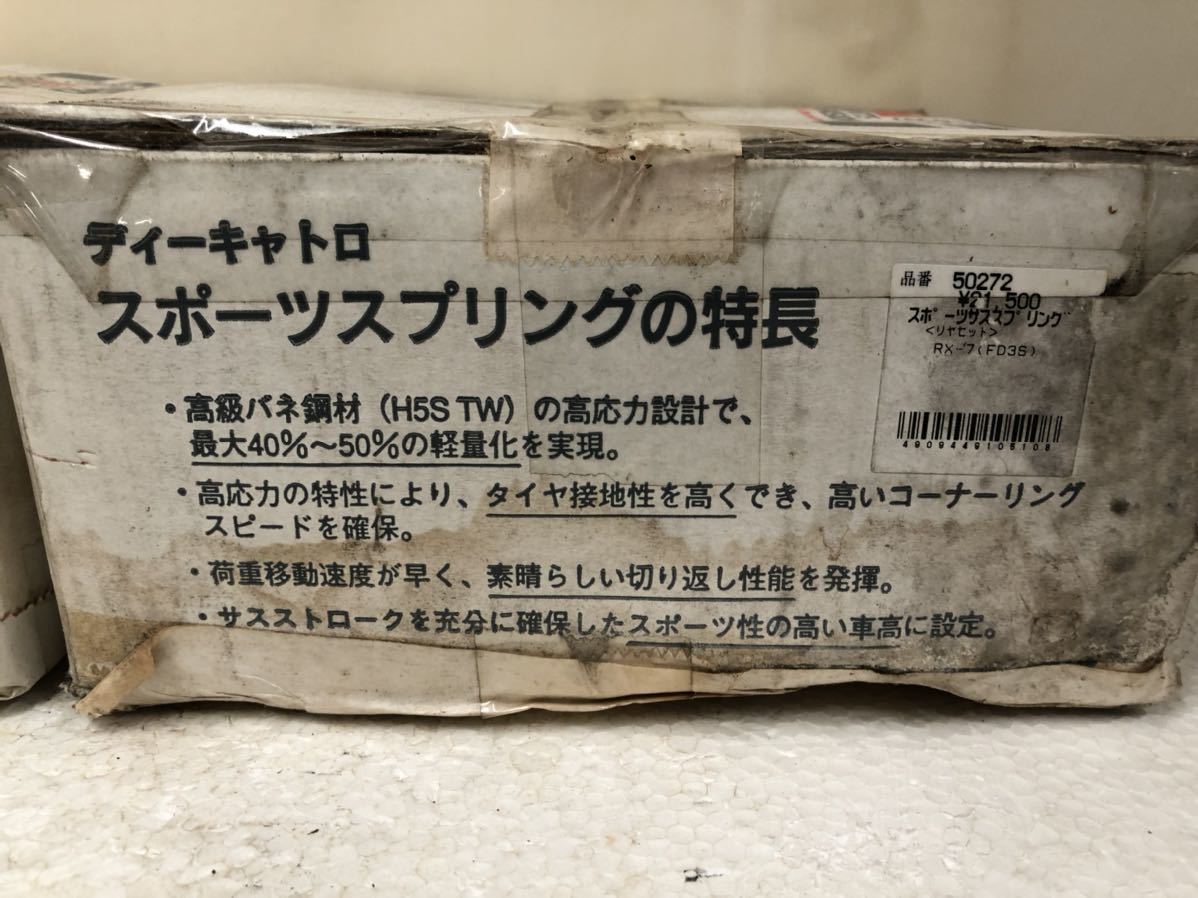 ディーキャトロ
スポーツスプリングの特長
・高級バネ鋼材（H5S TW）の高応力設計で、
最大40%〜50%の軽量化を実現。
・高応力の特性により、タイヤ接地性を高くでき、高いコーナーリング
スピードを確保。
・荷重移動速度が早く、素晴らしい切り返し性能を発揮。
・サスストロークを充分に確保したスポーツ性の高い車高に設定。
品番 50272
¥21,500
スポーツサススプリング
<リヤセット>
RX-7(FD3S)
4909449105108